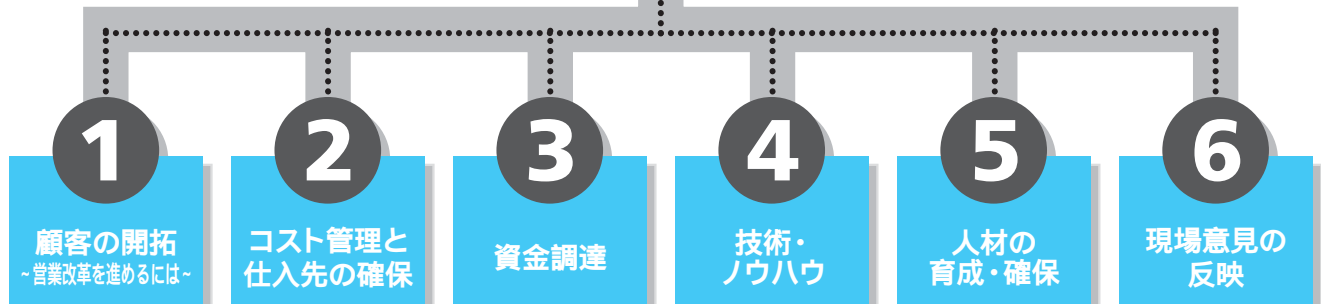 1
顧客の開拓
~営業改革を進めるには~
2
コスト管理と
仕入先の確保
3
資金調達
4
技術・
ノウハウ
5
人材の
育成・確保
6
現場意見の
反映